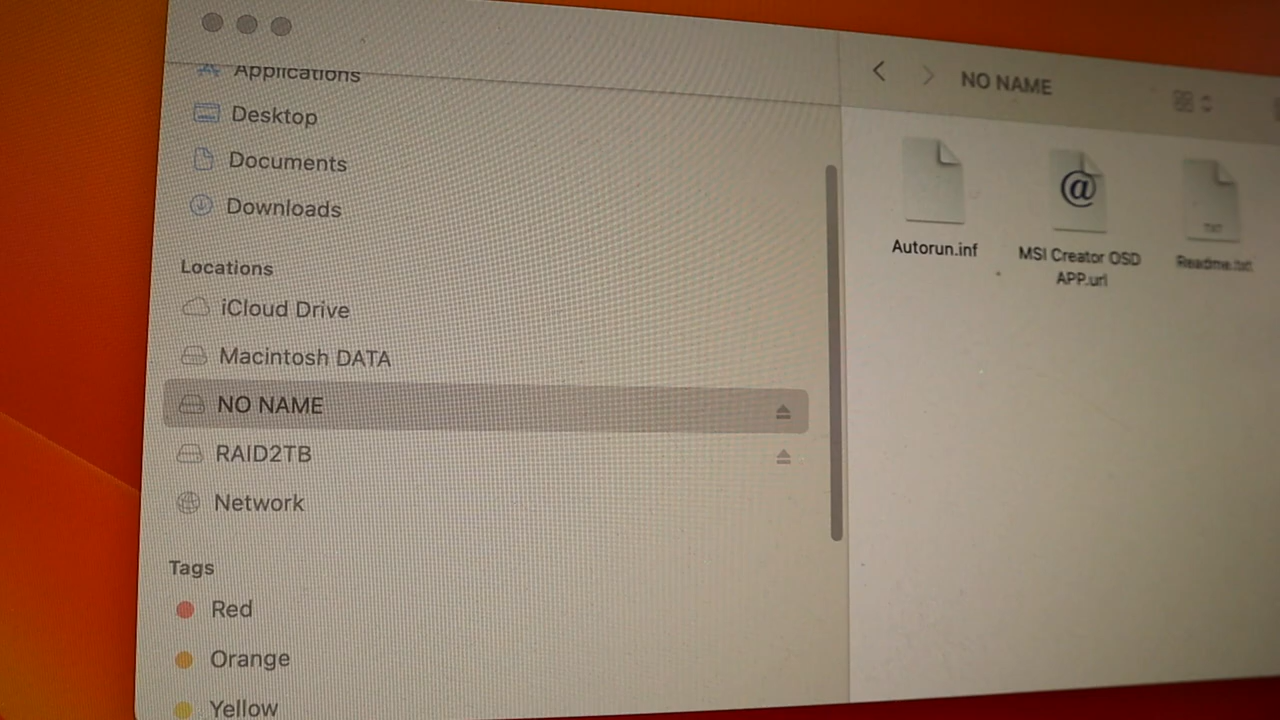 Applications
Desktop
Documents
Downloads
Locations
iCloud Drive
Macintosh DATA
NO NAME
RAID2TB
Network
Tags
Red
Orange
Yellow
NO NAME
Autorun.inf
MSI Creator OSD
APP.url
TXT
Readme.txt